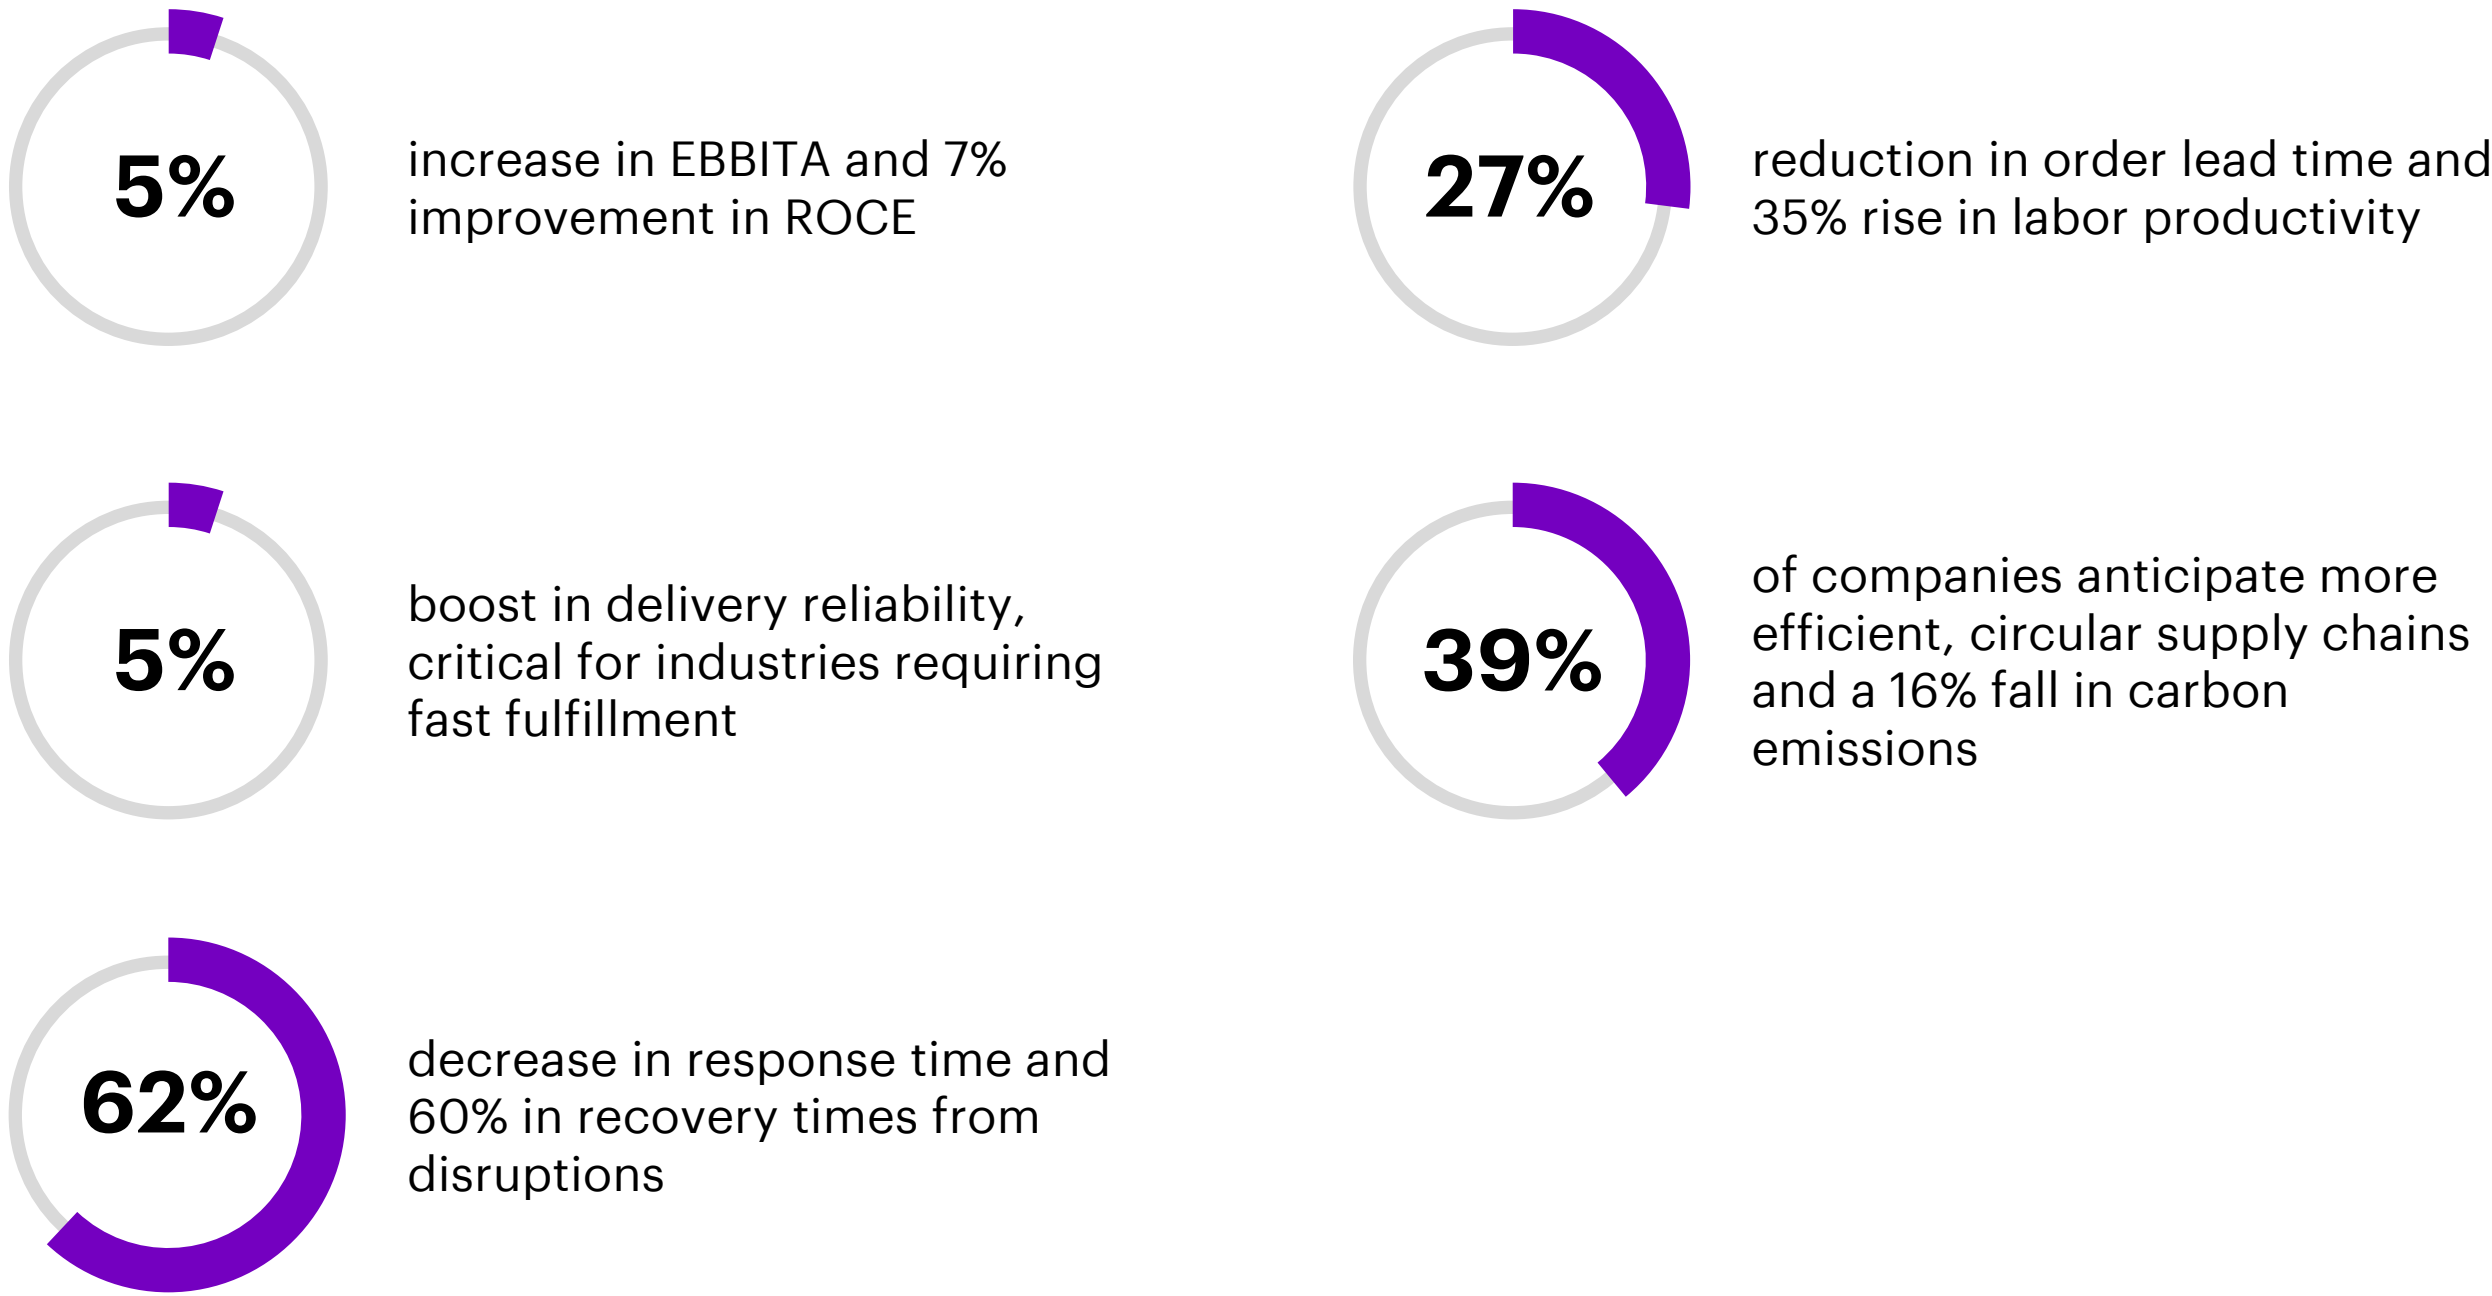 5%
increase in EBBITA and 7%
improvement in ROCE
27%
reduction in order lead time and
35% rise in labor productivity
5%
boost in delivery reliability,
critical for industries requiring
fast fulfillment
39%
of companies anticipate more
efficient, circular supply chains
and a 16% fall in carbon
emissions
62%
decrease in response time and
60% in recovery times from
disruptions